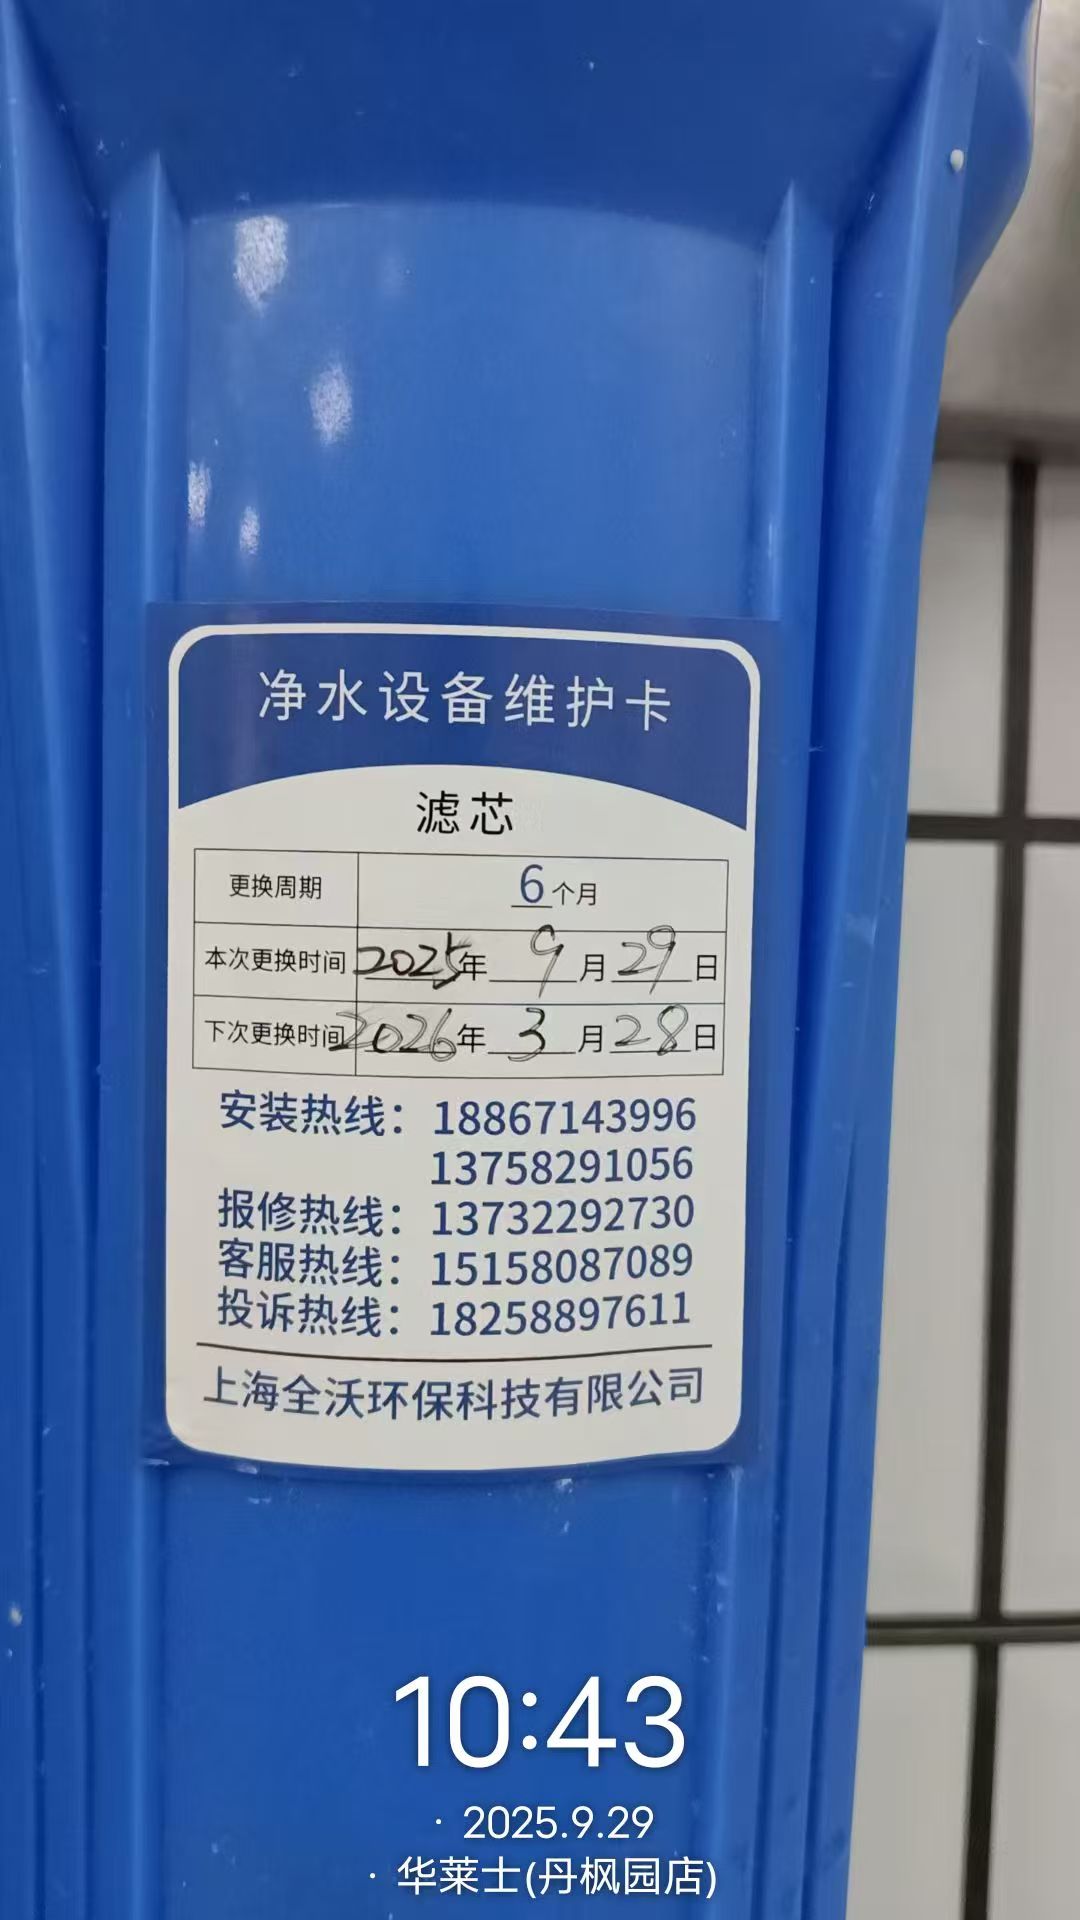 净水设备维护卡
滤芯
更换周期 6个月
本次更换时间 2025年 9月 29日
下次更换时间 2026年 3月 28日
安装热线：18867143996
13758291056
报修热线：13732292730
客服热线：15158087089
投诉热线：18258897611
上海全沃环保科技有限公司
10:43
· 2025.9.29
· 华莱士(丹枫园店)